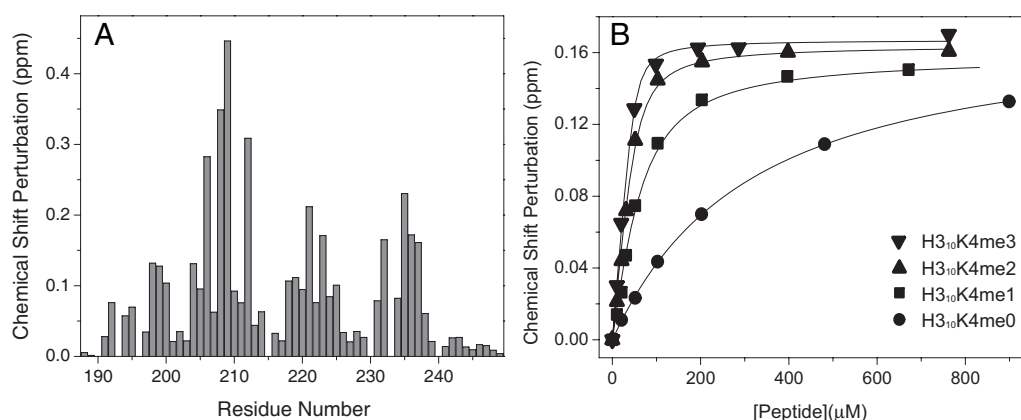 A
Chemical Shift Perturbation (ppm)
0.4
0.3
0.2
0.1
0.0
190 200 210 220 230 240
Residue Number
B
Chemical Shift Perturbation (ppm)
0.16
0.12
0.08
0.04
0.00
H3₁₀K4me3
H3₁₀K4me2
H3₁₀K4me1
H3₁₀K4me0
0 200 400 600 800
[Peptide](µM)